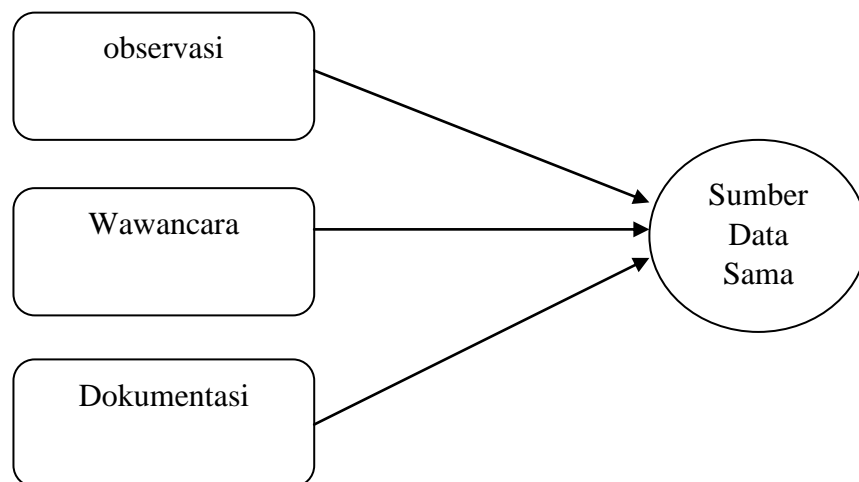 observasi
Wawancara
Dokumentasi
Sumber
Data
Sama